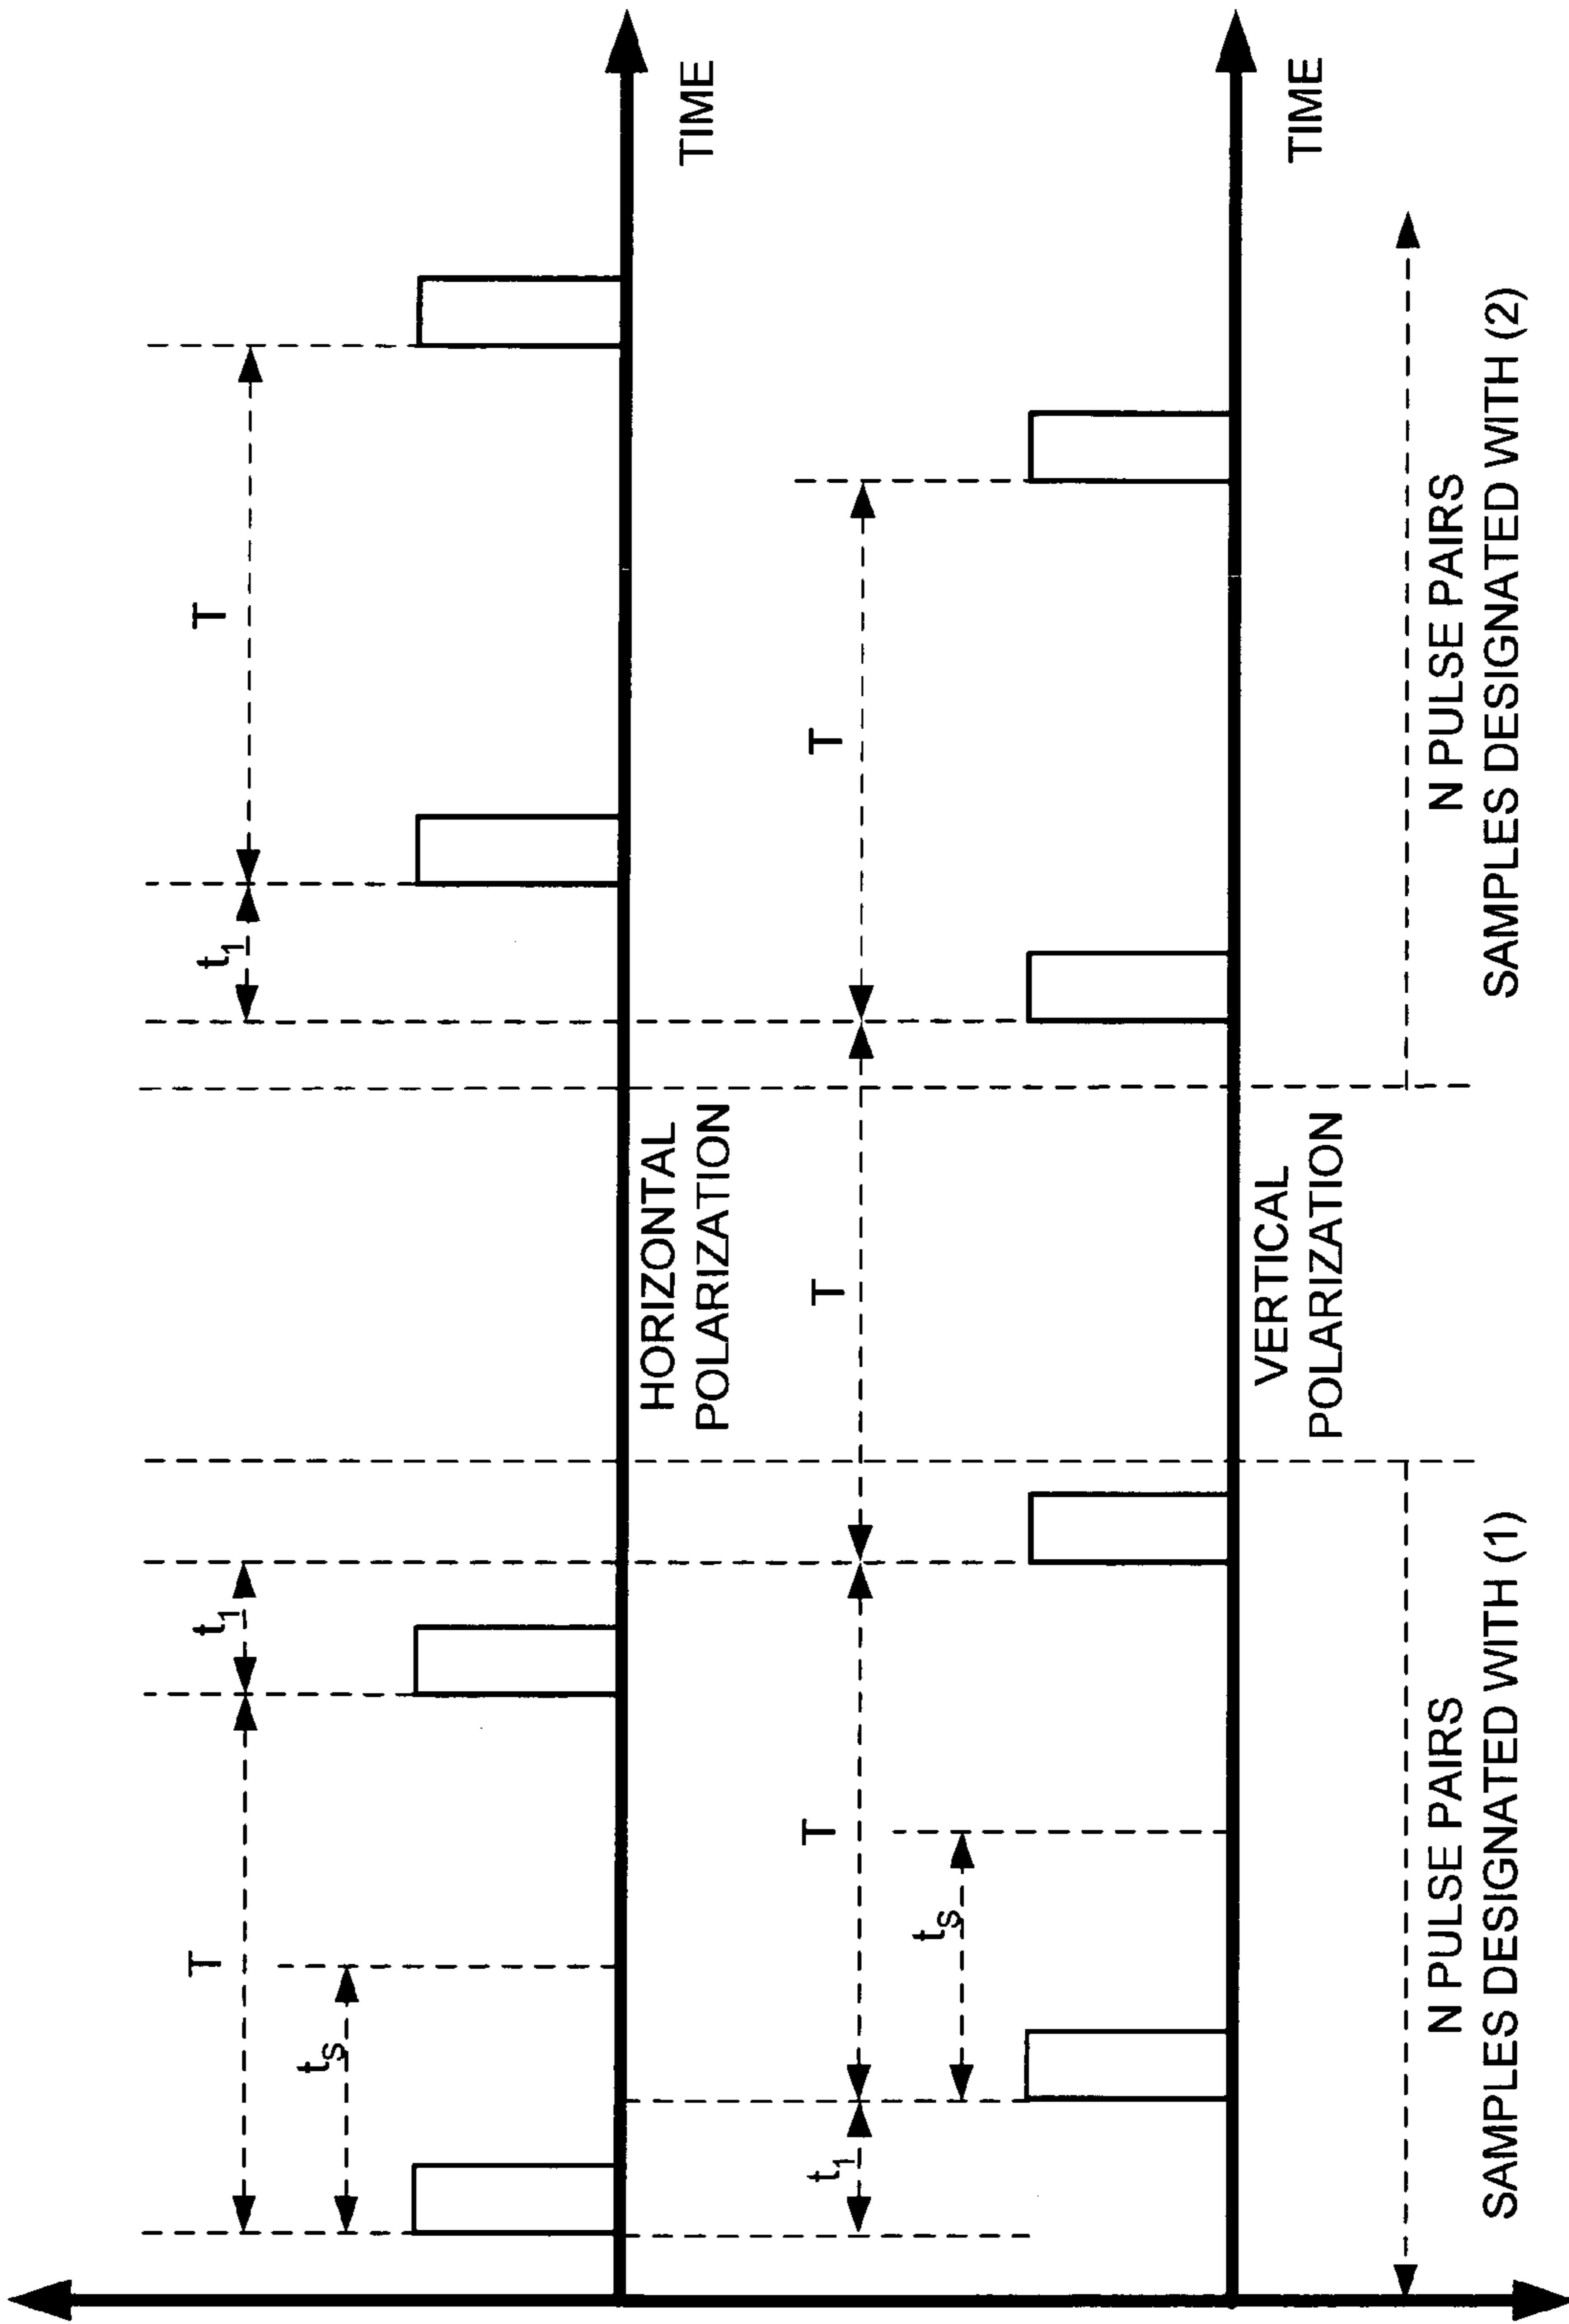 T
t1
t1
T
tS
TIME
HORIZONTAL
POLARIZATION
T
T
T
tS
t1
TIME
VERTICAL
POLARIZATION
N PULSE PAIRS
SAMPLES DESIGNATED WITH (1)
N PULSE PAIRS
SAMPLES DESIGNATED WITH (2)